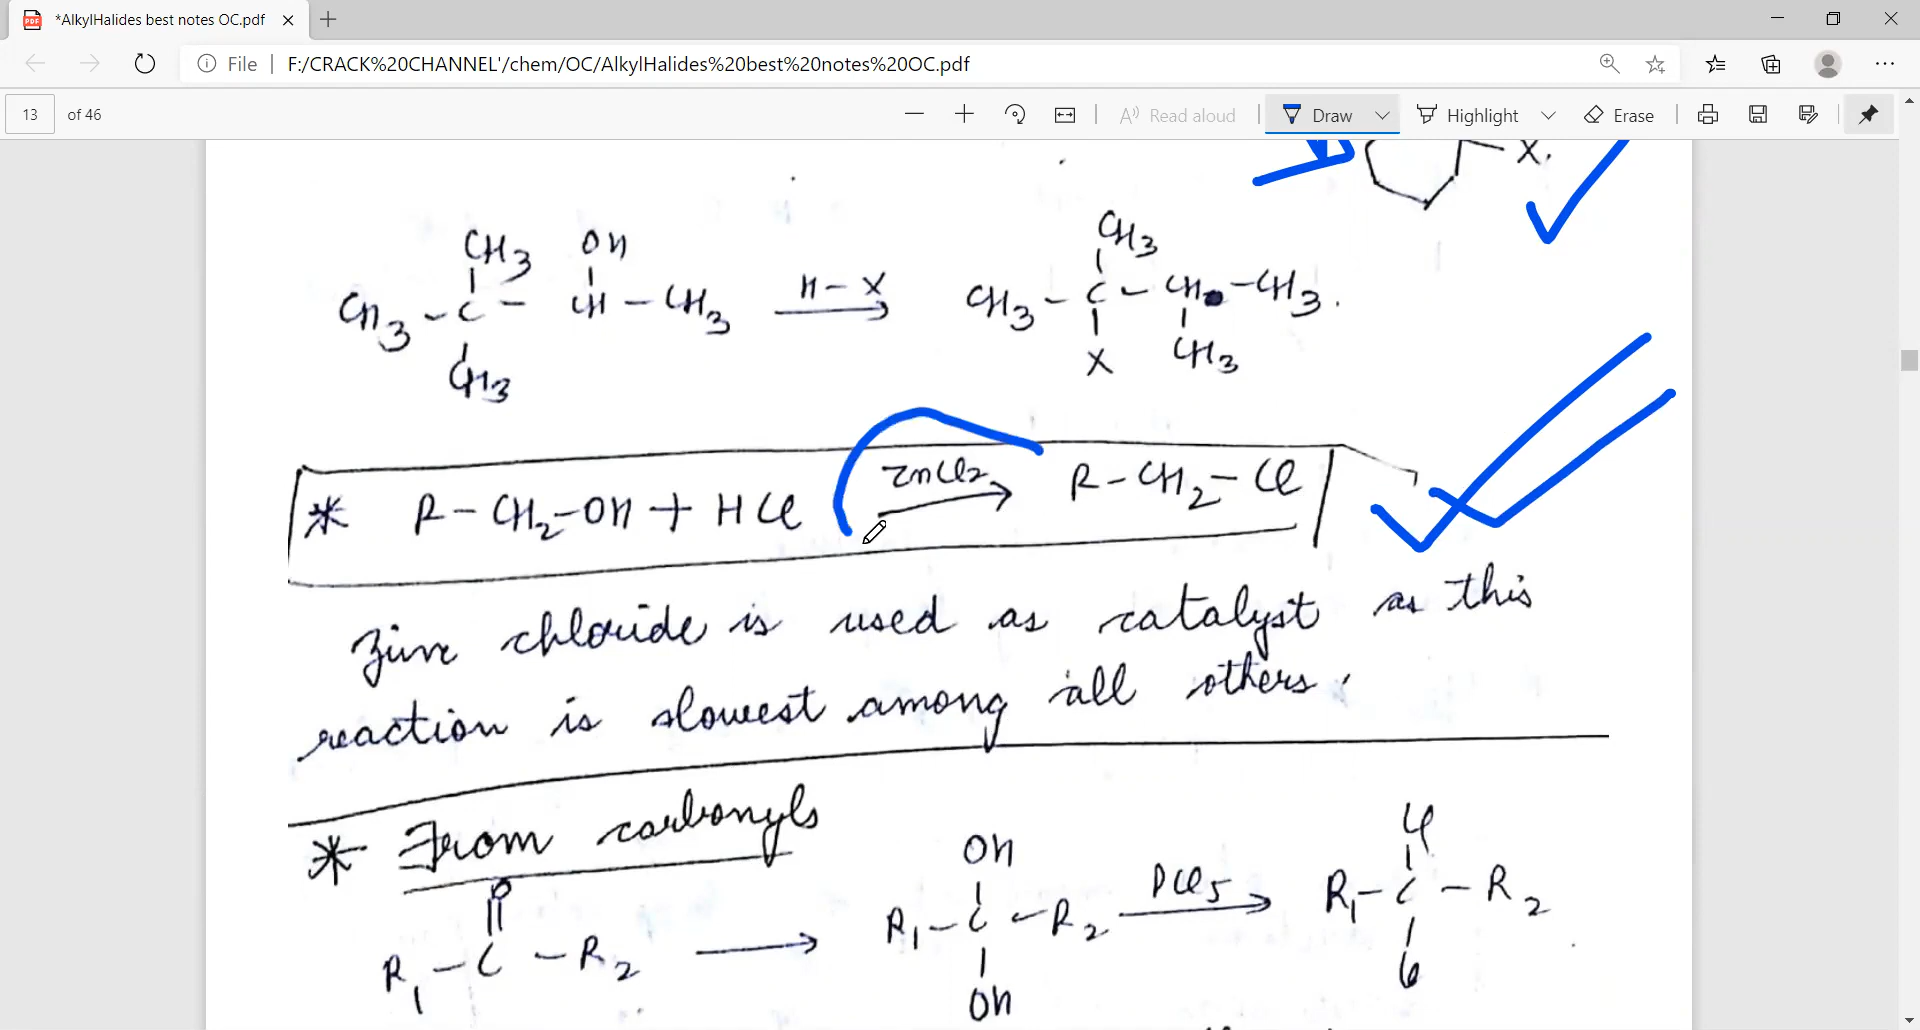 *AlkylHalides best notes OC.pdf
File | F:/CRACK%20CHANNEL'/chem/OC/AlkylHalides%20best%20notes%20OC.pdf
13 of 46 Read aloud Draw Highlight Erase
X.
CH3 OH CH3
CH3 - C - CH - CH3 H-X CH3 - C - CH - CH3.
CH3 X CH3
* R - CH2 - OH + HCl ZnCl2 R - CH2 - Cl
zinc chloride is used as catalyst as this
reaction is slowest among all others.
* From carbonyls
O OH Cl
R1 - C - R2 R1 - C - R2 PCl5 R1 - C - R2
OH